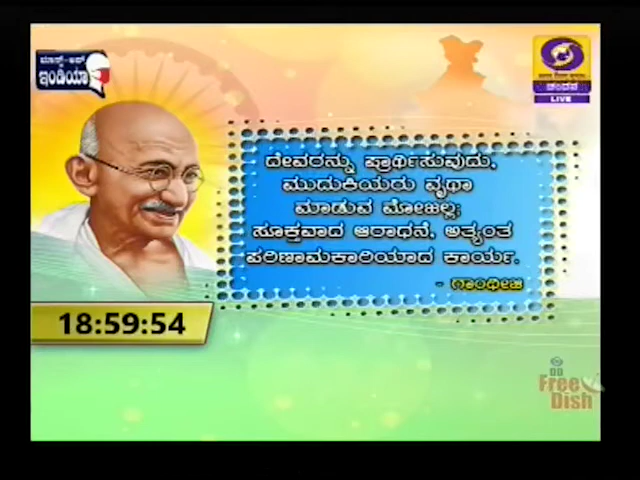 ಮಾನ್ಸ್-ಆಫ್
ಇಂಡಿಯಾ
ಚಂದನ
LIVE
ದೇವರನ್ನು ಪ್ರಾರ್ಥಿಸುವುದು,
ಮುದುಕಿಯರು ವೃಥಾ
ಮಾಡುವ ಮೋಜಲ್ಲ;
ಸೂಕ್ತವಾದ ಆರಾಧನೆ, ಅತ್ಯಂತ
ಪರಿಣಾಮಕಾರಿಯಾದ ಕಾರ್ಯ.
- ಗಾಂಧೀಜಿ
18:59:54
DD
Free
Dish